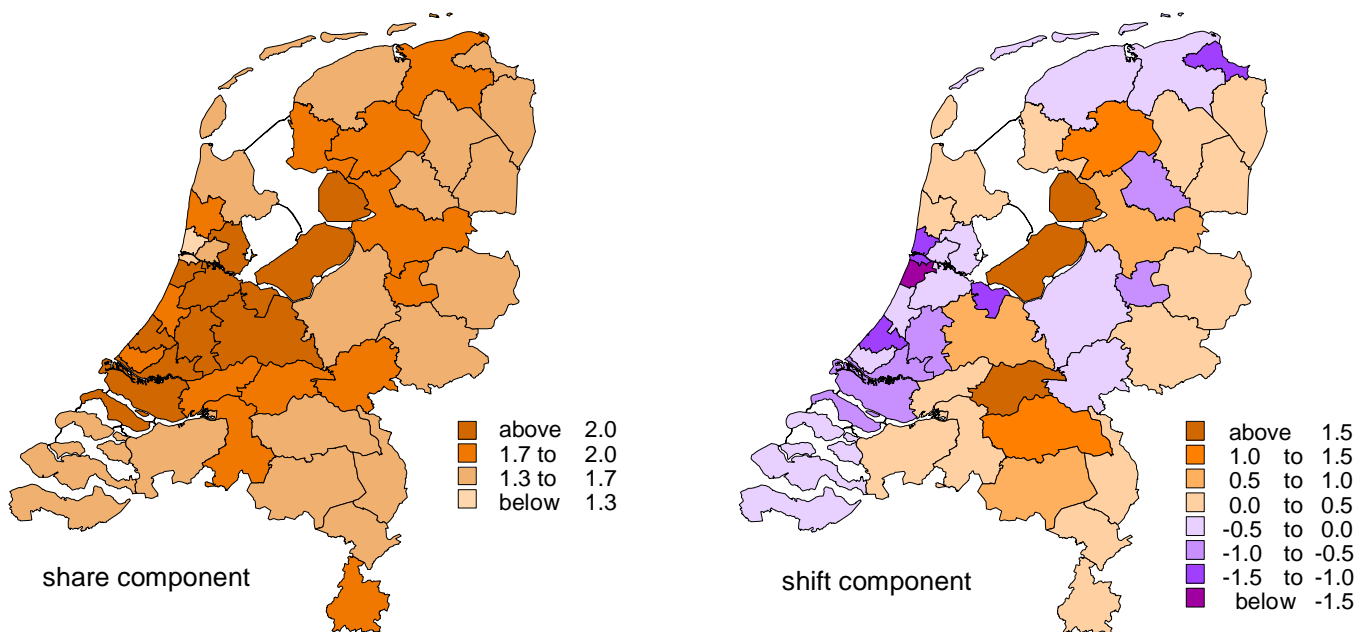 above 2.0
1.7 to 2.0
1.3 to 1.7
below 1.3
share component
above 1.5
1.0 to 1.5
0.5 to 1.0
0.0 to 0.5
-0.5 to 0.0
-1.0 to -0.5
-1.5 to -1.0
below -1.5
shift component